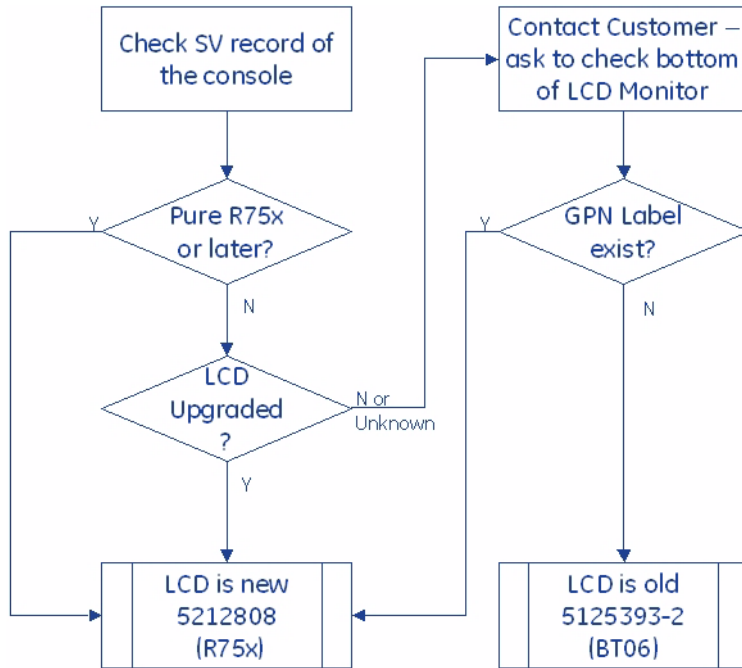 Check SV record of
the console
Contact Customer –
ask to check bottom
of LCD Monitor
Y
Pure R75x
or later?
N
Y
GPN Label
exist?
N
LCD
Upgraded
?
N or
Unknown
Y
LCD is new
5212808
(R75x)
LCD is old
5125393-2
(BT06)